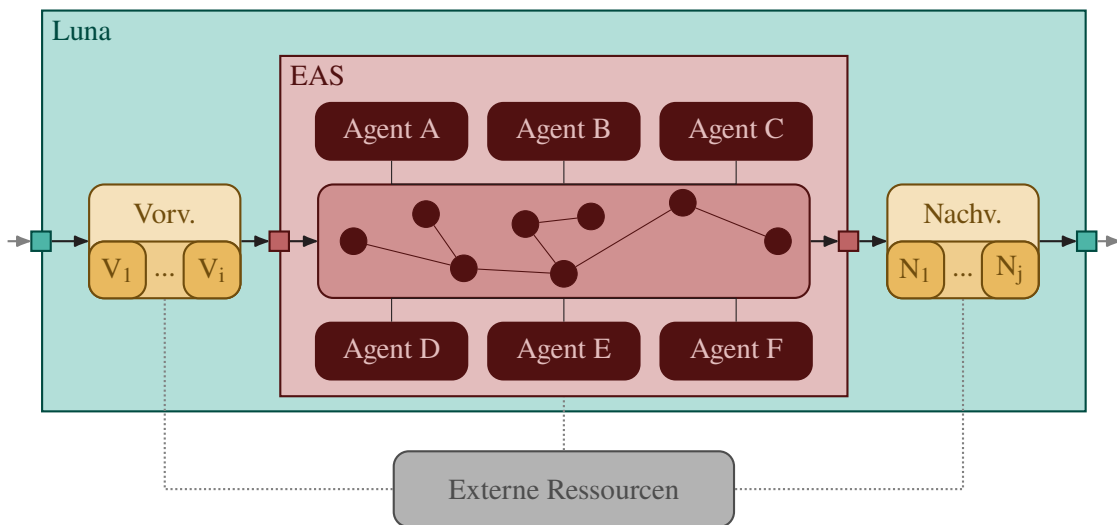 Luna
EAS
Agent A Agent B Agent C
Vorv. Nachv.
V1 ... Vi N1 ... Nj
Agent D Agent E Agent F
Externe Ressourcen